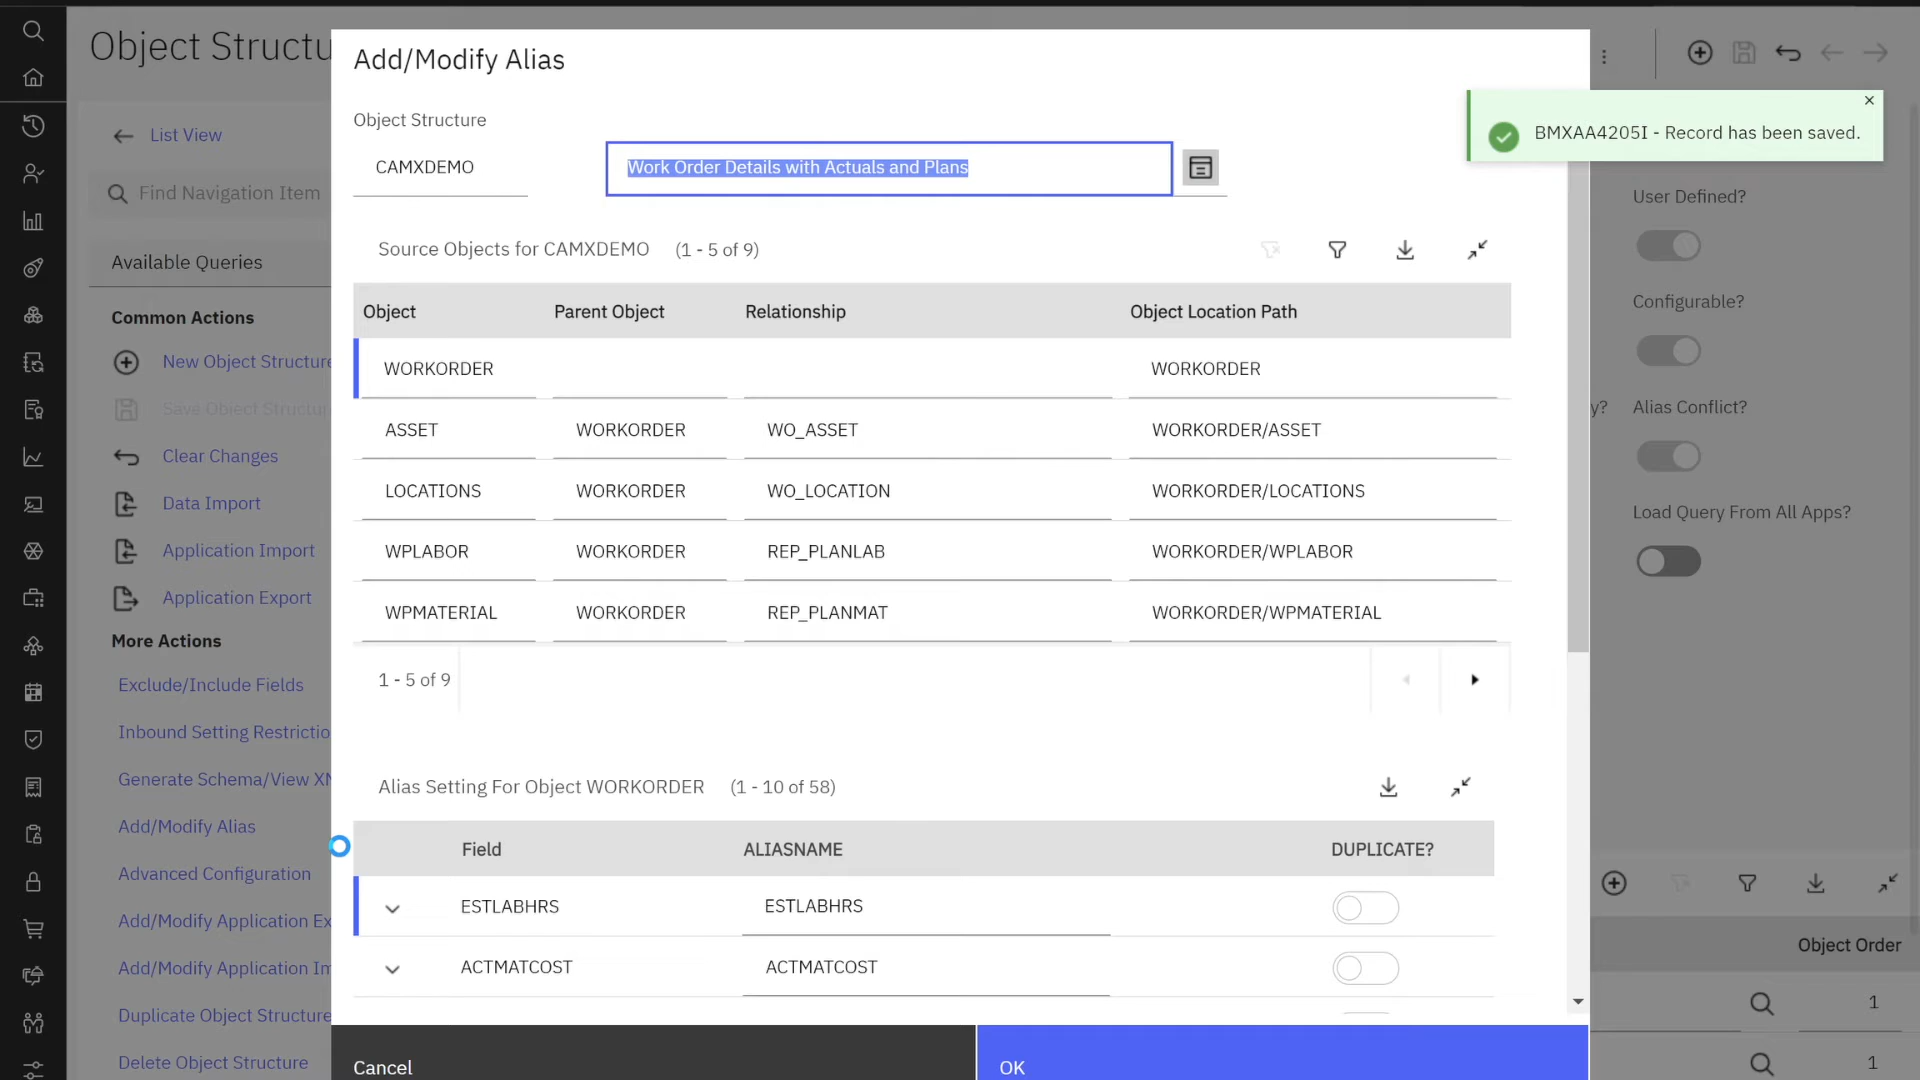 Object Structu
Add/Modify Alias
BMXAA4205I - Record has been saved.
List View
Find Navigation Item
Available Queries
Common Actions
New Object Structure
Save Object Structur
Clear Changes
Data Import
Application Import
Application Export
More Actions
Exclude/Include Fields
Inbound Setting Restrictio
Generate Schema/View XM
Add/Modify Alias
Advanced Configuration
Add/Modify Application Ex
Add/Modify Application Im
Duplicate Object Structure
Delete Object Structure
Object Structure
CAMXDEMO
Work Order Details with Actuals and Plans
Source Objects for CAMXDEMO (1 - 5 of 9)
Object Parent Object Relationship Object Location Path
WORKORDER WORKORDER
ASSET WORKORDER WO_ASSET WORKORDER/ASSET
LOCATIONS WORKORDER WO_LOCATION WORKORDER/LOCATIONS
WPLABOR WORKORDER REP_PLANLAB WORKORDER/WPLABOR
WPMATERIAL WORKORDER REP_PLANMAT WORKORDER/WPMATERIAL
1 - 5 of 9
Alias Setting For Object WORKORDER (1 - 10 of 58)
Field ALIASNAME DUPLICATE?
ESTLABHRS ESTLABHRS
ACTMATCOST ACTMATCOST
Cancel
OK
User Defined?
Configurable?
y? Alias Conflict?
Load Query From All Apps?
Object Order
1
1